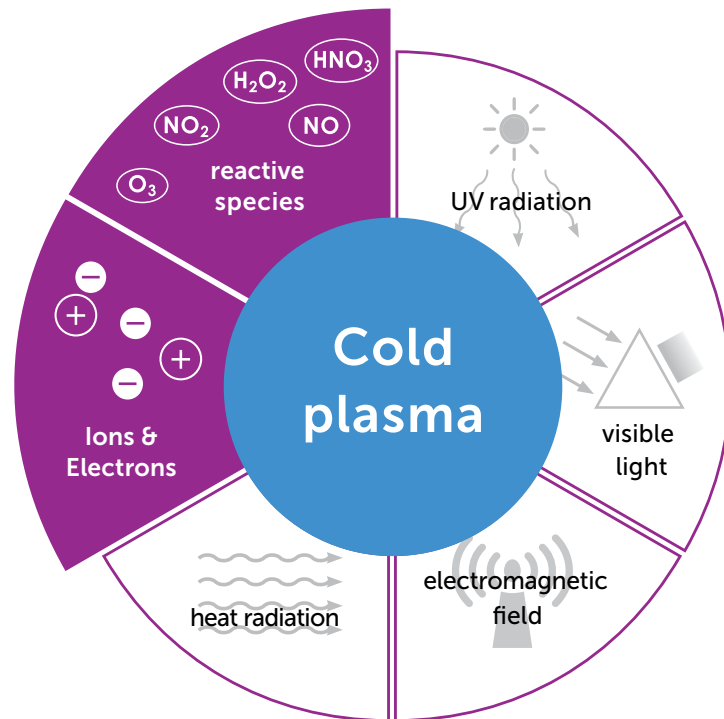 HNO₃
H₂O₂
NO₂
NO
O₃
reactive
species
UV radiation
Cold
plasma
visible
light
Ions &
Electrons
electromagnetic
field
heat radiation